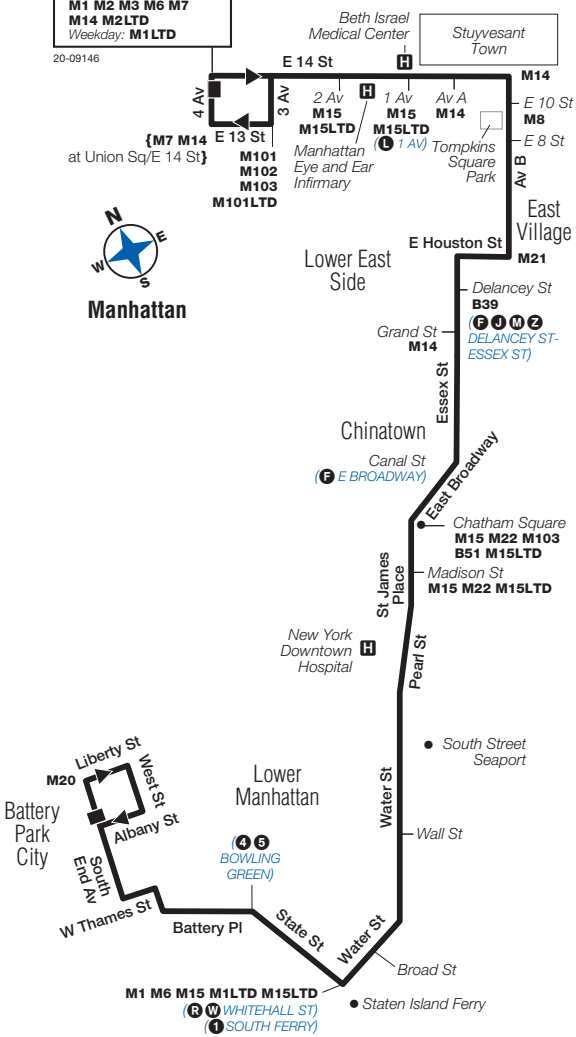 M1 M2 M3 M6 M7
M14 M2LTD
Weekday: M1LTD
20-09146
Beth Israel
Medical Center
H
Stuyvesant
Town
E 14 St
M14
4 Av
3 Av
E 13 St
{M7 M14
at Union Sq/E 14 St}
M101
M102
M103
M101LTD
2 Av
M15
M15LTD
H
Manhattan
Eye and Ear
Infirmary
1 Av
M15
M15LTD
(L 1 AV)
Av A
M14
Tompkins
Square
Park
E 10 St
M8
E 8 St
Av B
East
Village
N
E
W
S
Manhattan
Lower East
Side
E Houston St
M21
Delancey St
B39
(F J M Z
DELANCEY ST-
ESSEX ST)
Grand St
M14
Essex St
Chinatown
Canal St
(F E BROADWAY)
East Broadway
Chatham Square
M15 M22 M103
B51 M15LTD
St James
Place
Madison St
M15 M22 M15LTD
New York
Downtown
Hospital
H
Pearl St
South Street
Seaport
Liberty St
M20
West St
Albany St
Battery
Park
City
Lower
Manhattan
Water St
Wall St
(4 5
BOWLING
GREEN)
South
End Av
W Thames St
Battery Pl
State St
Water St
Broad St
M1 M6 M15 M1LTD M15LTD
(R W WHITEHALL ST)
(1 SOUTH FERRY)
Staten Island Ferry